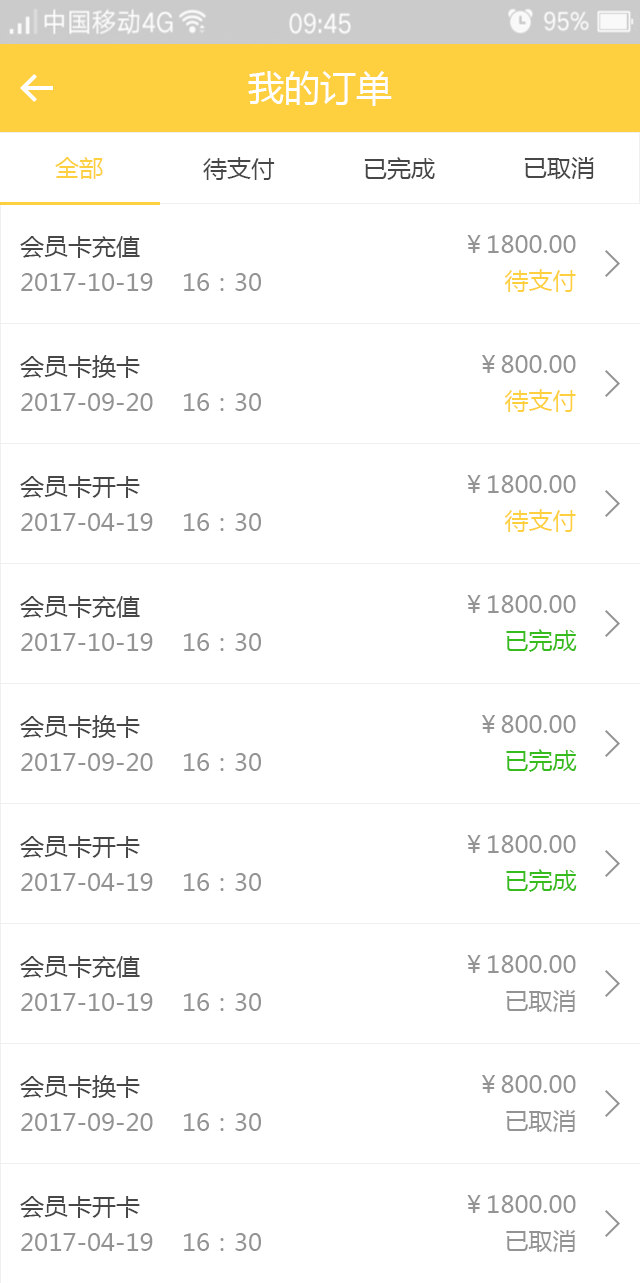 中国移动4G 09:45 95%
我的订单
全部 待支付 已完成 已取消
会员卡充值 ¥1800.00
2017-10-19 16：30 待支付
会员卡换卡 ¥800.00
2017-09-20 16：30 待支付
会员卡开卡 ¥1800.00
2017-04-19 16：30 待支付
会员卡充值 ¥1800.00
2017-10-19 16：30 已完成
会员卡换卡 ¥800.00
2017-09-20 16：30 已完成
会员卡开卡 ¥1800.00
2017-04-19 16：30 已完成
会员卡充值 ¥1800.00
2017-10-19 16：30 已取消
会员卡换卡 ¥800.00
2017-09-20 16：30 已取消
会员卡开卡 ¥1800.00
2017-04-19 16：30 已取消